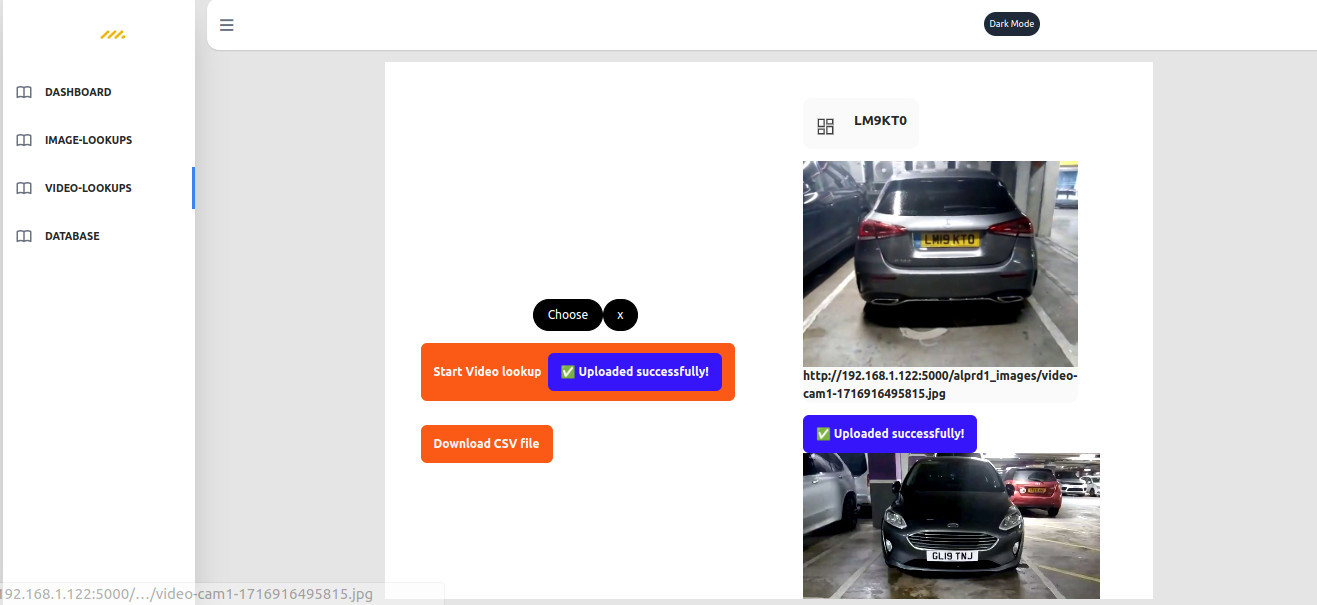 Dark Mode
DASHBOARD
IMAGE-LOOKUPS
VIDEO-LOOKUPS
DATABASE
LM9KT0
LM19 KTO
Choose x
Start Video lookup ✅ Uploaded successfully!
Download CSV file
http://192.168.1.122:5000/alprd1_images/video-
cam1-1716916495815.jpg
✅ Uploaded successfully!
GL19 TNJ
192.168.1.122:5000/…/video-cam1-1716916495815.jpg